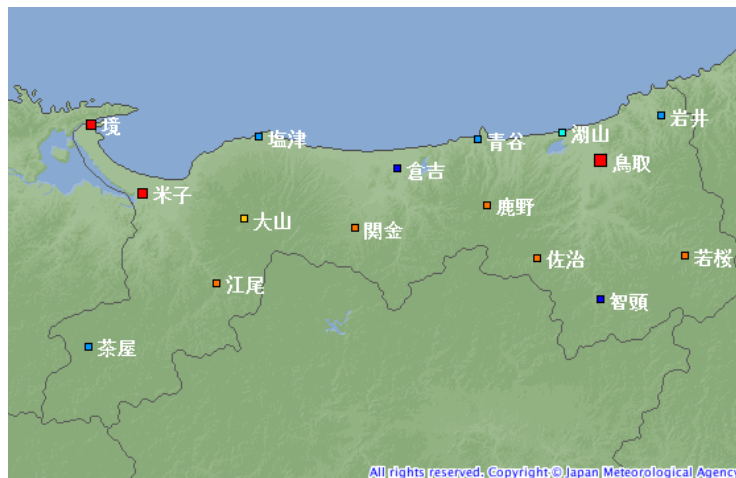 境
塩津
青谷
湖山
岩井
倉吉
鳥取
米子
大山
関金
鹿野
江尾
佐治
若桜
智頭
茶屋
All rights reserved. Copyright © Japan Meteorological Agency